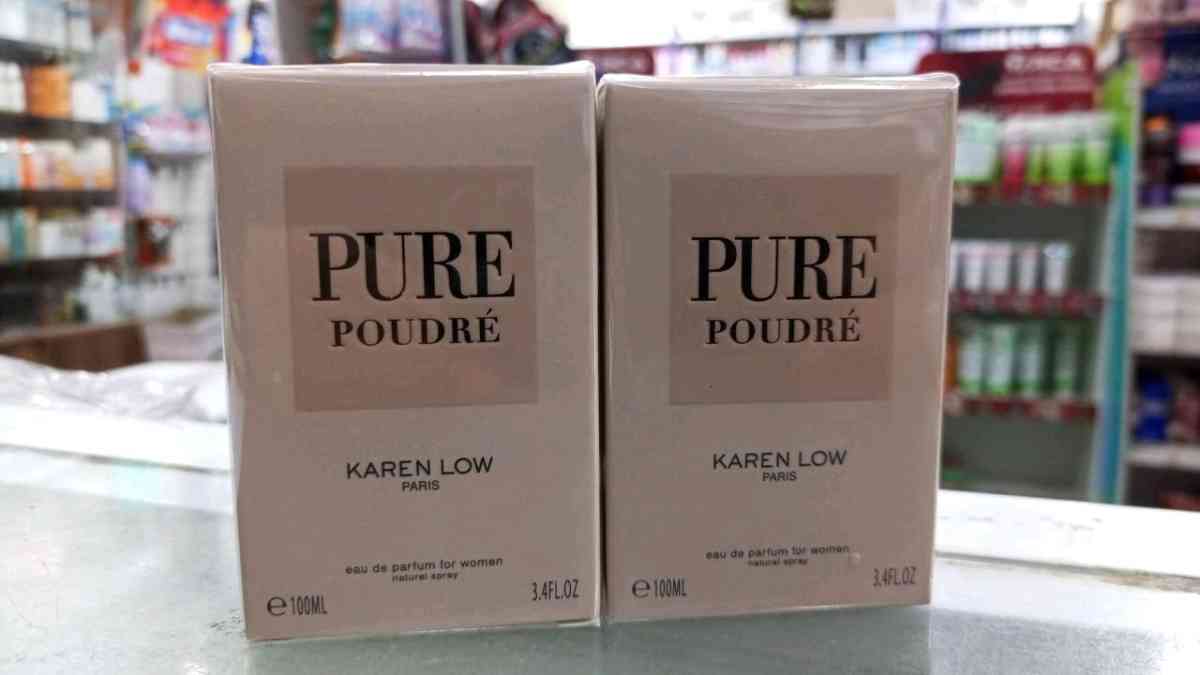 PURE
POUDRÉ
KAREN LOW
PARIS
eau de parfum for women
natural spray
℮100ML
3.4FL.OZ
PURE
POUDRÉ
KAREN LOW
PARIS
eau de parfum for women
natural spray
℮100ML
3.4FL.OZ